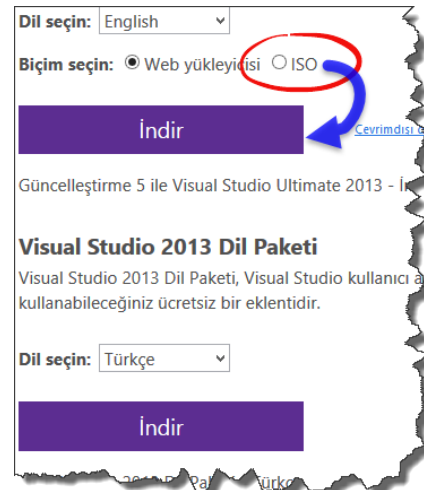 Dil seçin: English
Biçim seçin: Web yükleyicisi ISO
İndir
Çevrimdışı
Güncelleştirme 5 ile Visual Studio Ultimate 2013 -
Visual Studio 2013 Dil Paketi
Visual Studio 2013 Dil Paketi, Visual Studio kullanıcı
kullanabileceğiniz ücretsiz bir eklentidir.
Dil seçin: Türkçe
İndir